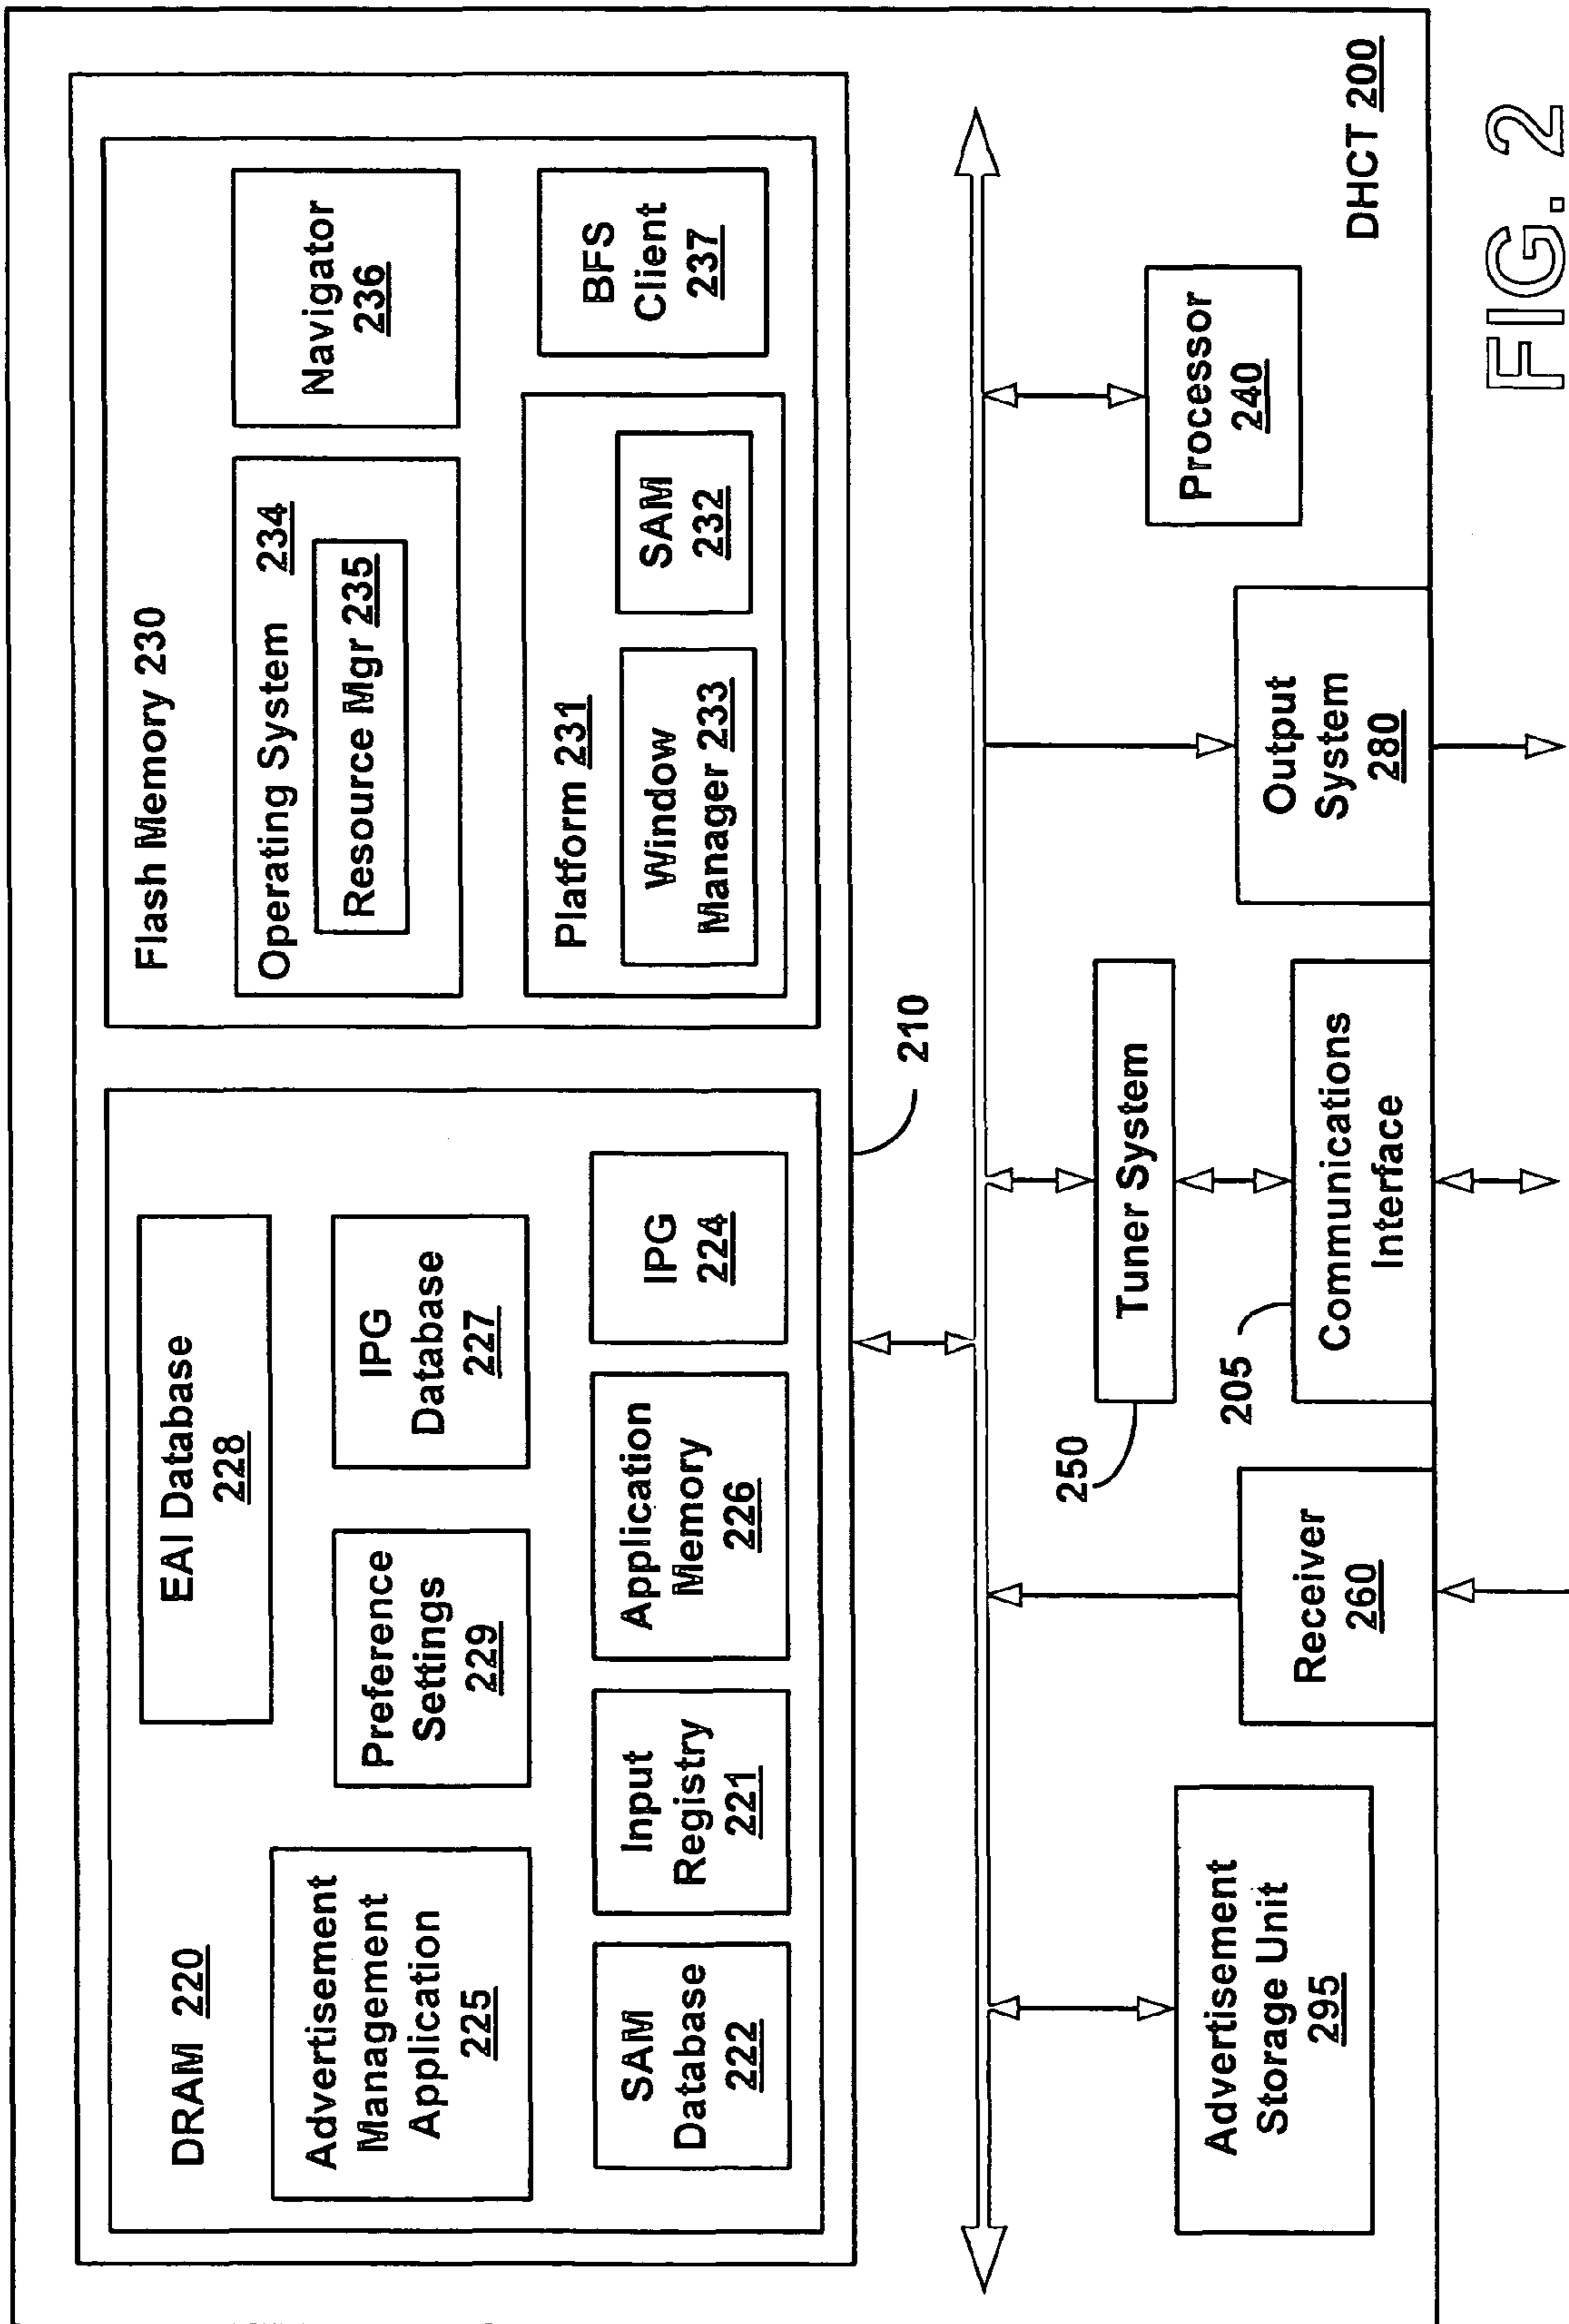 DRAM 220
EAI Database
228
Advertisement
Management
Application
225
Preference
Settings
229
IPG
Database
227
SAM
Database
222
Input
Registry
221
Application
Memory
226
IPG
224
Flash Memory 230
Operating System 234
Resource Mgr 235
Navigator
236
Platform 231
Window
Manager 233
SAM
232
BFS
Client
237
210
Advertisement
Storage Unit
295
Receiver
260
250
Tuner System
205
Communications
Interface
Output
System
280
Processor
240
DHCT 200
FIG. 2